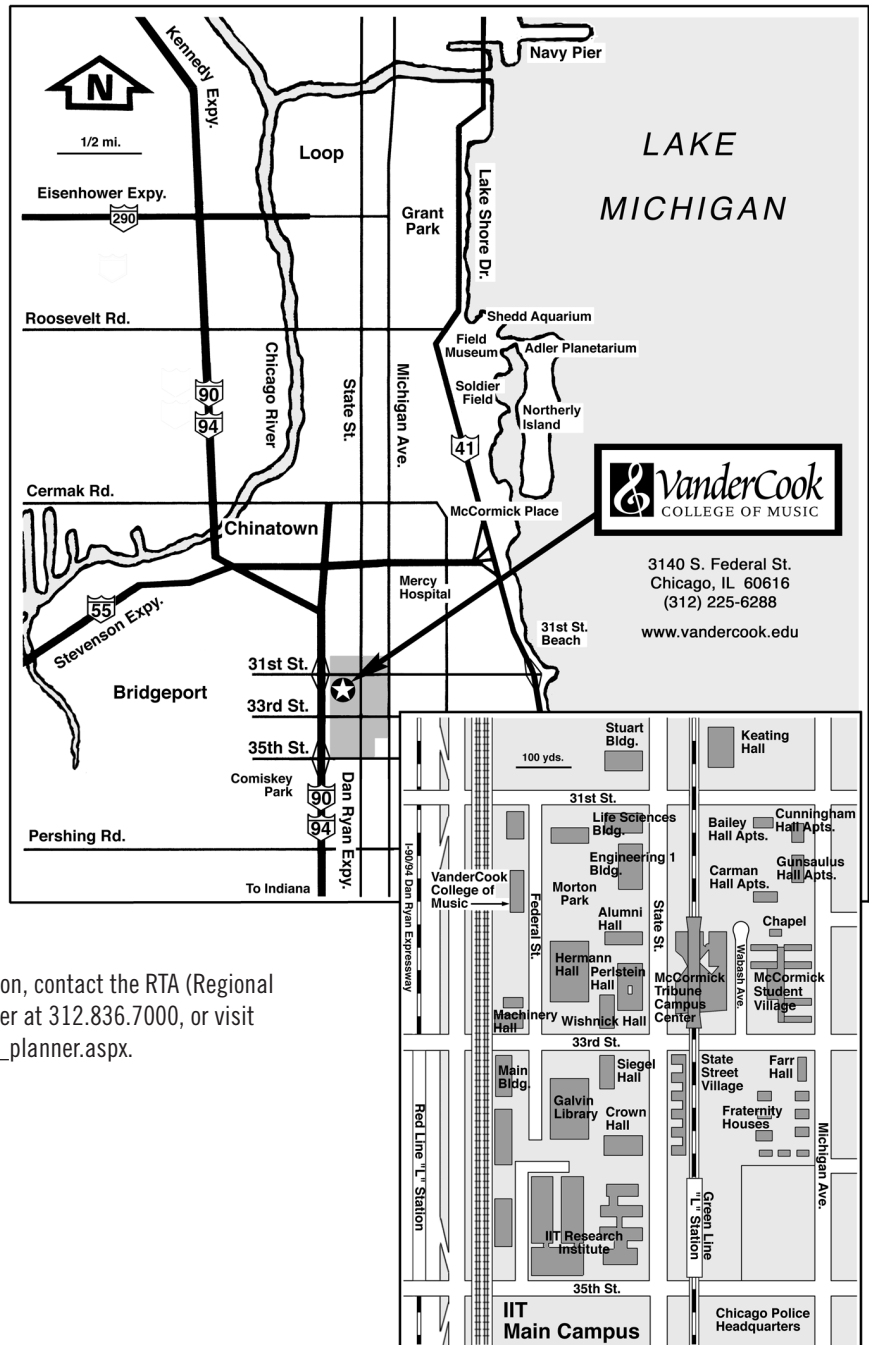 Navy Pier
Kennedy Expy.
N
1/2 mi.
Loop
LAKE
MICHIGAN
Eisenhower Expy.
290
Grant
Park
Lake Shore Dr.
Roosevelt Rd.
Shedd Aquarium
Field
Museum
Adler Planetarium
Chicago River
State St.
Michigan Ave.
Soldier
Field
Northerly
Island
90
94
41
Cermak Rd.
McCormick Place
VanderCook
COLLEGE OF MUSIC
Chinatown
3140 S. Federal St.
Chicago, IL 60616
(312) 225-6288
www.vandercook.edu
Mercy
Hospital
55
Stevenson Expy.
31st St.
Beach
31st St.
Bridgeport
33rd St.
35th St.
Comiskey
Park
90
94
Dan Ryan Expy.
Pershing Rd.
To Indiana
Stuart
Bldg.
Keating
Hall
100 yds.
31st St.
Life Sciences
Bldg.
Bailey
Hall Apts.
Cunningham
Hall Apts.
Engineering 1
Bldg.
I-90/94 Dan Ryan Expressway
VanderCook
College of
Music
Federal St.
Morton
Park
State St.
Carman
Hall Apts.
Gunsaulus
Hall Apts.
Alumni
Hall
Chapel
Hermann
Hall
Perlstein
Hall
McCormick
Tribune
Campus
Center
Wabash Ave.
McCormick
Student
Village
Machinery
Hall
Wishnick Hall
33rd St.
Main
Bldg.
Siegel
Hall
State
Street
Village
Farr
Hall
Galvin
Library
Crown
Hall
Fraternity
Houses
Michigan Ave.
Red Line "L" Station
Green Line
"L" Station
IIT Research
Institute
35th St.
IIT
Main Campus
Chicago Police
Headquarters
on, contact the RTA (Regional
er at 312.836.7000, or visit
_planner.aspx.